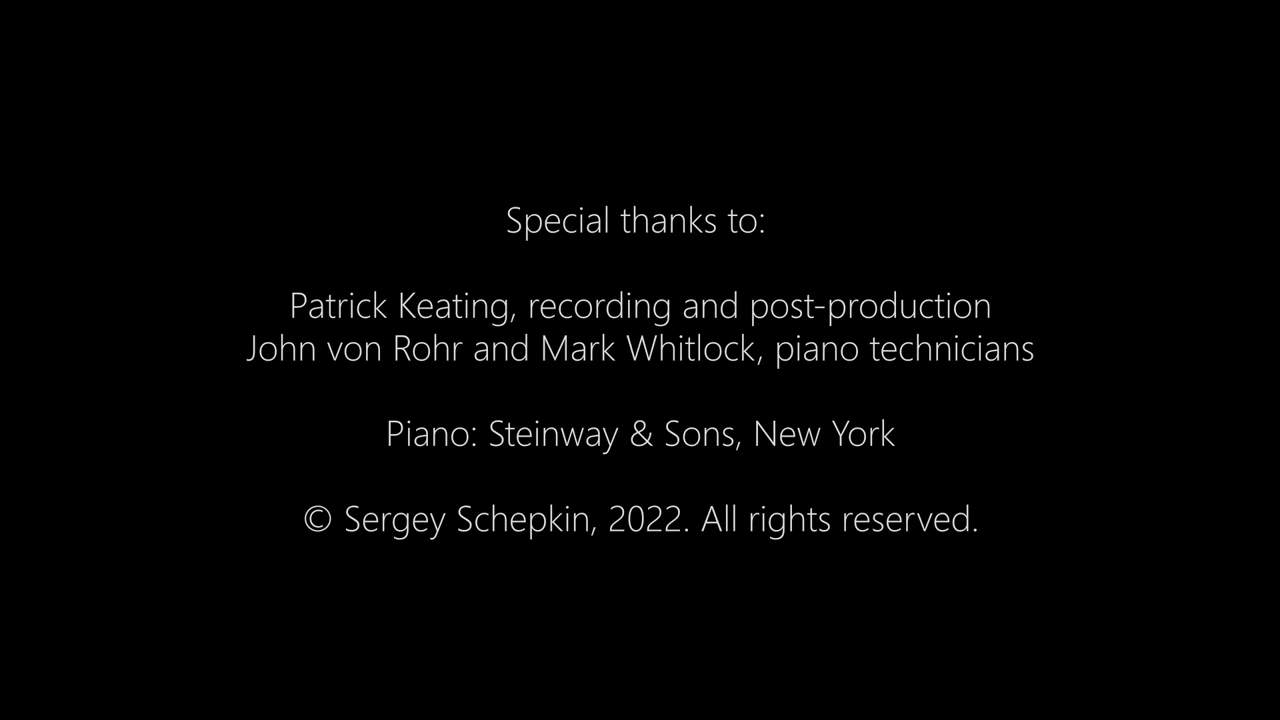 Special thanks to:
Patrick Keating, recording and post-production
John von Rohr and Mark Whitlock, piano technicians
Piano: Steinway & Sons, New York
© Sergey Schepkin, 2022. All rights reserved.